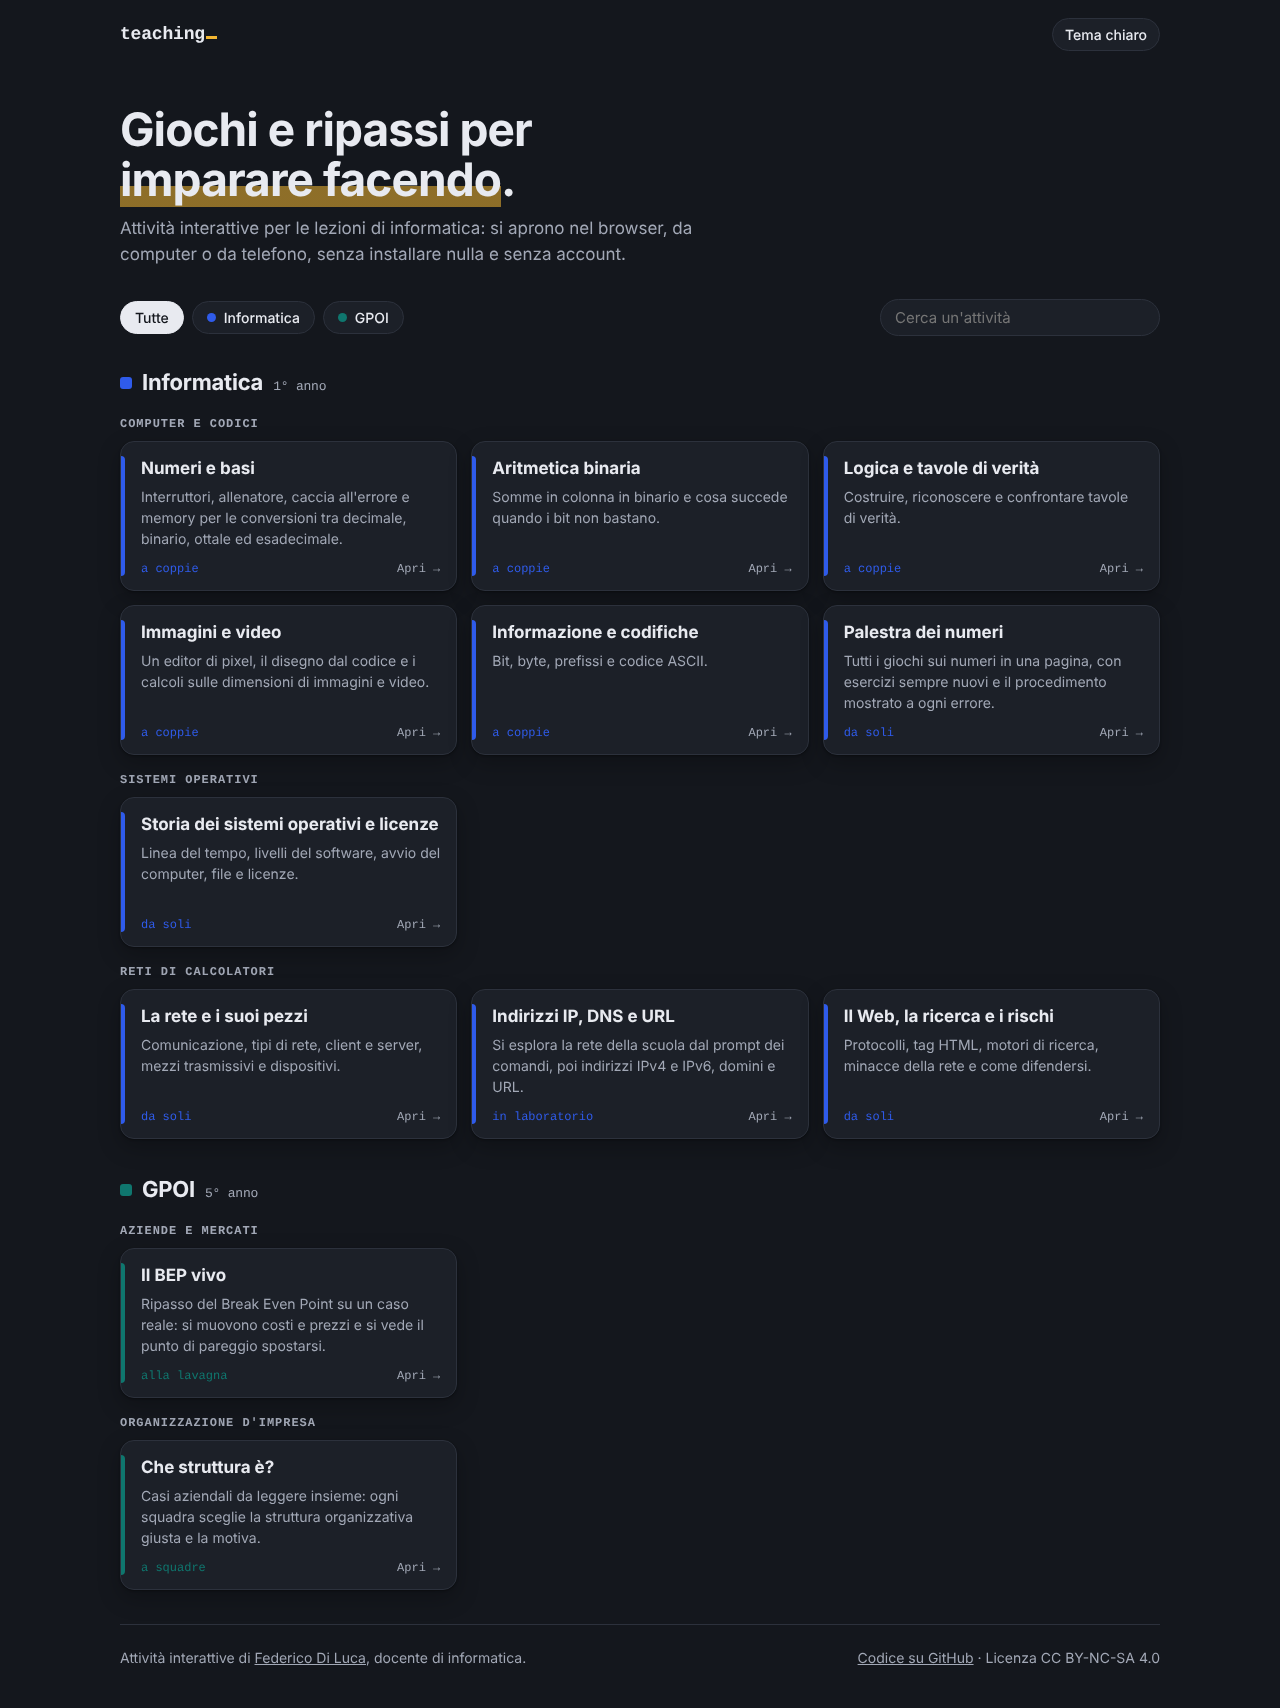 teaching_
Tema chiaro
Giochi e ripassi per
imparare facendo.
Attività interattive per le lezioni di informatica: si aprono nel browser, da
computer o da telefono, senza installare nulla e senza account.
Tutte
Informatica
GPOI
Cerca un'attività
Informatica 1° anno
COMPUTER E CODICI
Numeri e basi
Interruttori, allenatore, caccia all'errore e
memory per le conversioni tra decimale,
binario, ottale ed esadecimale.
a coppie
Apri →
Aritmetica binaria
Somme in colonna in binario e cosa succede
quando i bit non bastano.
a coppie
Apri →
Logica e tavole di verità
Costruire, riconoscere e confrontare tavole
di verità.
a coppie
Apri →
Immagini e video
Un editor di pixel, il disegno dal codice e i
calcoli sulle dimensioni di immagini e video.
a coppie
Apri →
Informazione e codifiche
Bit, byte, prefissi e codice ASCII.
a coppie
Apri →
Palestra dei numeri
Tutti i giochi sui numeri in una pagina, con
esercizi sempre nuovi e il procedimento
mostrato a ogni errore.
da soli
Apri →
SISTEMI OPERATIVI
Storia dei sistemi operativi e licenze
Linea del tempo, livelli del software, avvio del
computer, file e licenze.
da soli
Apri →
RETI DI CALCOLATORI
La rete e i suoi pezzi
Comunicazione, tipi di rete, client e server,
mezzi trasmissivi e dispositivi.
da soli
Apri →
Indirizzi IP, DNS e URL
Si esplora la rete della scuola dal prompt dei
comandi, poi indirizzi IPv4 e IPv6, domini e
URL.
in laboratorio
Apri →
Il Web, la ricerca e i rischi
Protocolli, tag HTML, motori di ricerca,
minacce della rete e come difendersi.
da soli
Apri →
GPOI 5° anno
AZIENDE E MERCATI
Il BEP vivo
Ripasso del Break Even Point su un caso
reale: si muovono costi e prezzi e si vede il
punto di pareggio spostarsi.
alla lavagna
Apri →
ORGANIZZAZIONE D'IMPRESA
Che struttura è?
Casi aziendali da leggere insieme: ogni
squadra sceglie la struttura organizzativa
giusta e la motiva.
a squadre
Apri →
Attività interattive di Federico Di Luca, docente di informatica.
Codice su GitHub · Licenza CC BY-NC-SA 4.0